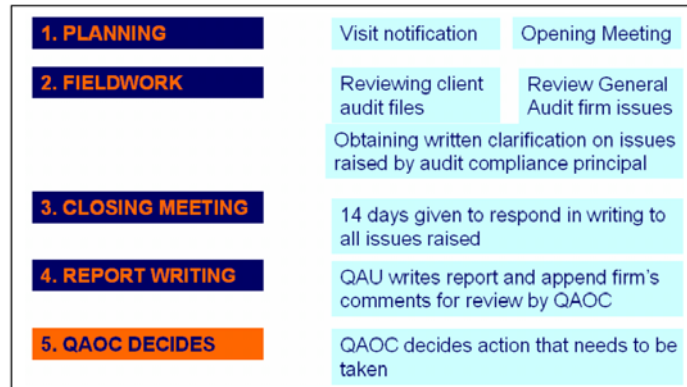 1. PLANNING
Visit notification
Opening Meeting
2. FIELDWORK
Reviewing client
audit files
Review General
Audit firm issues
Obtaining written clarification on issues
raised by audit compliance principal
3. CLOSING MEETING
14 days given to respond in writing to
all issues raised
4. REPORT WRITING
QAU writes report and append firm's
comments for review by QAOC
5. QAOC DECIDES
QAOC decides action that needs to be
taken